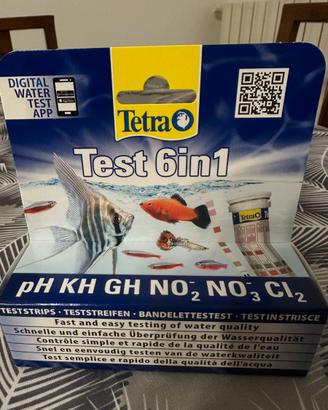 DIGITAL
WATER
TEST
APP
Tetra
Test 6in1
Tetra
pH KH GH NO₂⁻ NO₃⁻ Cl₂
TESTSTRIPS · TESTSTREIFEN · BANDELETTESTEST · TESTINSTRISCE
Fast and easy testing of water quality
Schnelle und einfache Überprüfung der Wasserqualität
Contrôle simple et rapide de la qualité de l'eau
Snel en eenvoudig testen van de waterkwaliteit
Test semplice e rapido della qualità dell'acqua